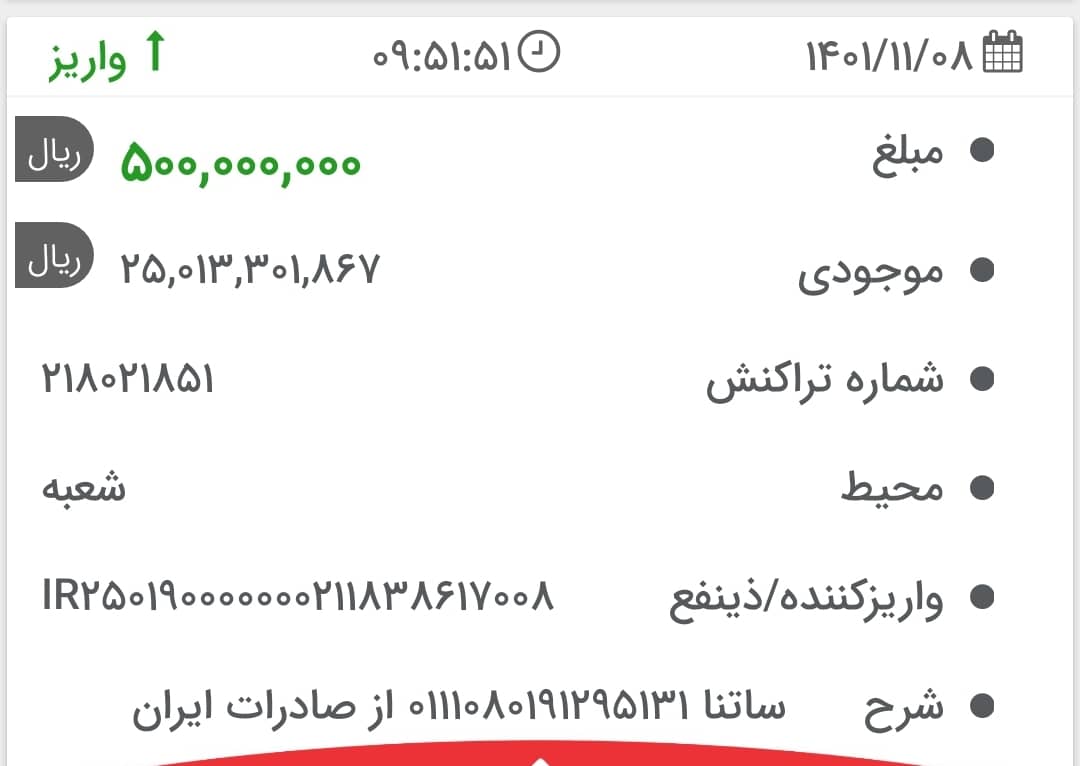 ۱۴۰۱/۱۱/۰۸ ۰۹:۵۱:۵۱ واریز
مبلغ ۵۰۰,۰۰۰,۰۰۰ ریال
موجودی ۲۵,۰۱۳,۳۰۱,۸۶۷ ریال
شماره تراکنش ۲۱۸۰۲۱۸۵۱
محیط شعبه
واریزکننده/ذینفع IR۲۵۰۱۹۰۰۰۰۰۰۰۲۱۱۸۳۸۶۱۷۰۰۸
شرح ساتنا ۰۱۱۱۰۸۰۱۹۱۲۹۵۱۳۱ از صادرات ایران